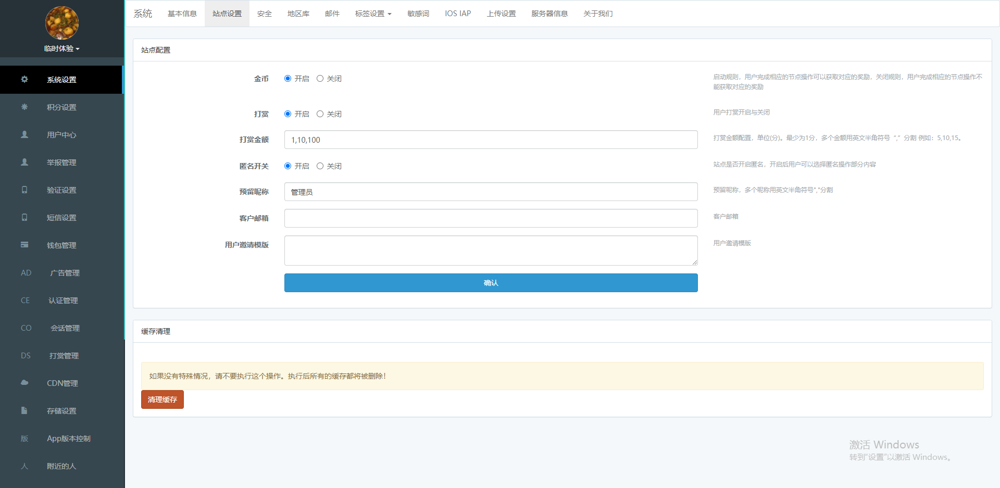 临时体验
系统设置
积分设置
用户中心
举报管理
验证设置
短信设置
钱包管理
AD 广告管理
CE 认证管理
CO 会话管理
DS 打赏管理
CDN管理
存储设置
版 App版本控制
人 附近的人
系统 基本信息 站点设置 安全 地区库 邮件 标签设置 敏感词 IOS IAP 上传设置 服务器信息 关于我们
站点配置
金币 开启 关闭 启动规则，用户完成相应的节点操作可以获取对应的奖励，关闭规则，用户完成相应的节点操作不
能获取对应的奖励
打赏 开启 关闭 用户打赏开启与关闭
打赏金额 1,10,100 打赏金额配置，单位(分)。最少为1分，多个金额用英文半角符号“,”分割 例如：5,10,15。
匿名开关 开启 关闭 站点是否开启匿名，开启后用户可以选择匿名操作部分内容
预留昵称 管理员 预留昵称，多个昵称用英文半角符号","分割
客户邮箱 客户邮箱
用户邀请模版 用户邀请模版
确认
缓存清理
如果没有特殊情况，请不要执行这个操作。执行后所有的缓存都将被删除！
清理缓存
激活 Windows
转到"设置"以激活 Windows。